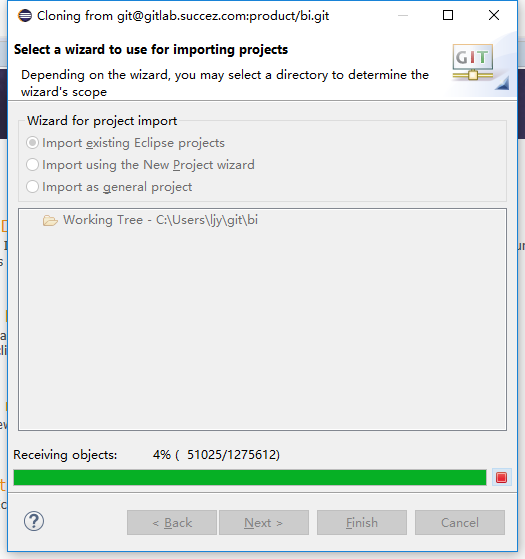 Cloning from git@gitlab.succez.com:product/bi.git
Select a wizard to use for importing projects
Depending on the wizard, you may select a directory to determine the
wizard's scope
GIT
Wizard for project import
Import existing Eclipse projects
Import using the New Project wizard
Import as general project
Working Tree - C:\Users\ljy\git\bi
Receiving objects: 4% ( 51025/1275612)
? < Back Next > Finish Cancel